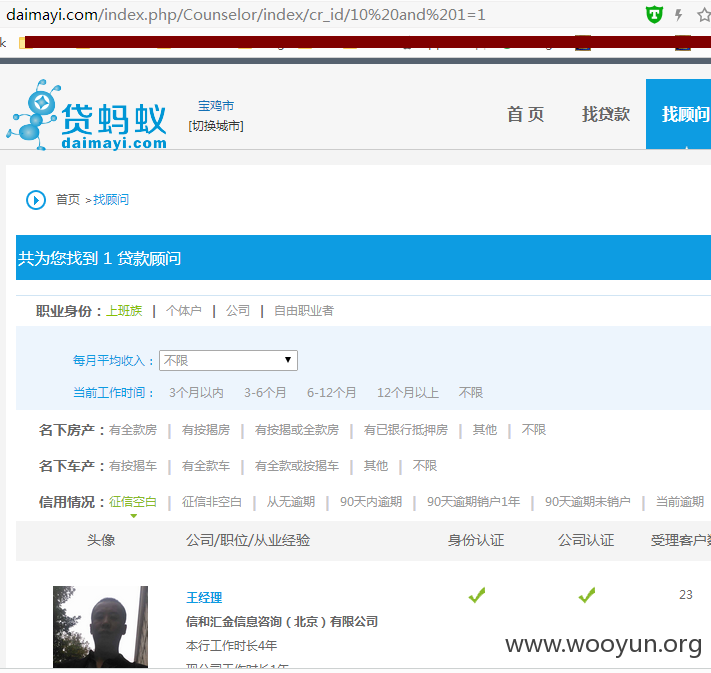 daimayi.com/index.php/Counselor/index/cr_id/10%20and%201=1
贷蚂蚁
daimayi.com
宝鸡市
[切换城市]
首 页
找贷款
找顾问
首页 >找顾问
共为您找到 1 贷款顾问
职业身份：上班族 | 个体户 | 公司 | 自由职业者
每月平均收入： 不限
当前工作时间： 3个月以内 3-6个月 6-12个月 12个月以上 不限
名下房产：有全款房 | 有按揭房 | 有按揭或全款房 | 有已银行抵押房 | 其他 | 不限
名下车产：有按揭车 | 有全款车 | 有全款或按揭车 | 其他 | 不限
信用情况：征信空白 | 征信非空白 | 从无逾期 | 90天内逾期 | 90天逾期销户1年 | 90天逾期未销户 | 当前逾期
头像 公司/职位/从业经验 身份认证 公司认证 受理客户数
王经理
23
信和汇金信息咨询（北京）有限公司
本行工作时长4年
现公司工作时长1年
www.wooyun.org